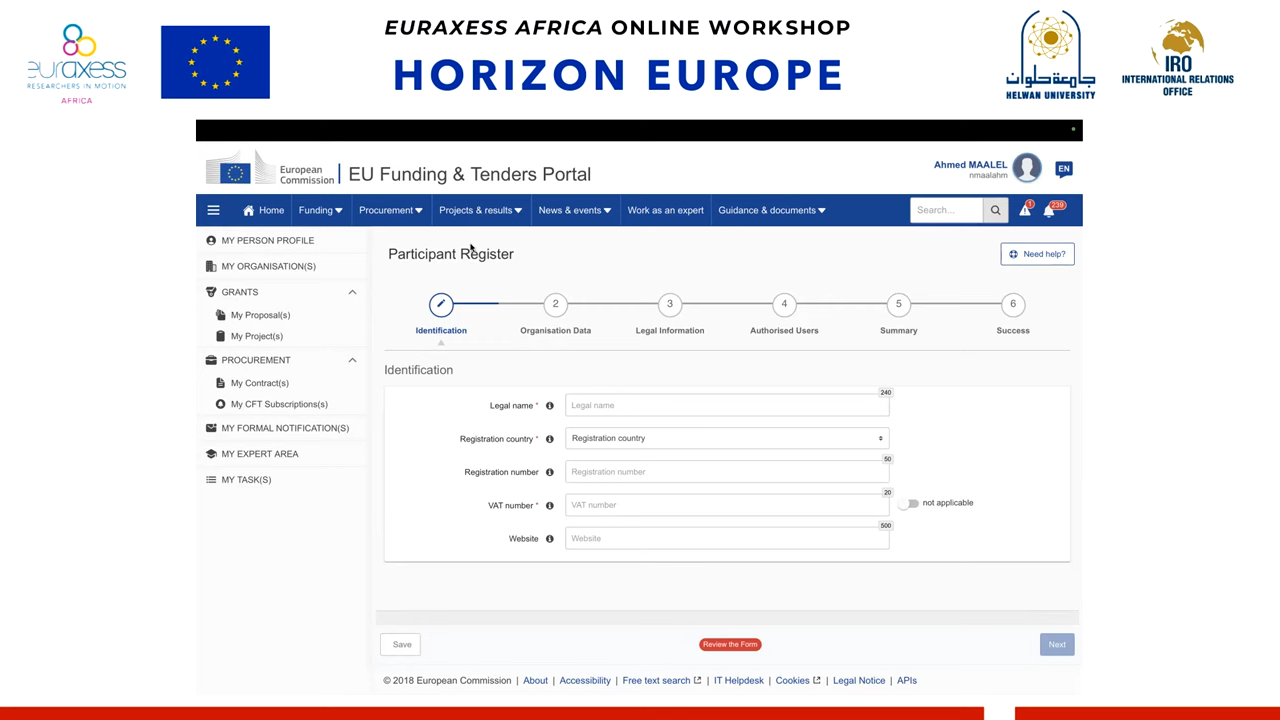 EURAXESS AFRICA ONLINE WORKSHOP
HORIZON EUROPE
euraxess
RESEARCHERS IN MOTION
AFRICA
جامعة حلوان
HELWAN UNIVERSITY
IRO
INTERNATIONAL RELATIONS
OFFICE
European
Commission
EU Funding & Tenders Portal
Ahmed MAALEL
nmaalahm
EN
Home
Funding
Procurement
Projects & results
News & events
Work as an expert
Guidance & documents
Search...
1
239
MY PERSON PROFILE
MY ORGANISATION(S)
GRANTS
My Proposal(s)
My Project(s)
PROCUREMENT
My Contract(s)
My CFT Subscriptions(s)
MY FORMAL NOTIFICATION(S)
MY EXPERT AREA
MY TASK(S)
Participant Register
Need help?
2
3
4
5
6
Identification
Organisation Data
Legal Information
Authorised Users
Summary
Success
Identification
240
Legal name *
Legal name
Registration country *
Registration country
50
Registration number
Registration number
20
VAT number *
VAT number
not applicable
500
Website
Website
Save
Review the Form
Next
© 2018 European Commission | About | Accessibility | Free text search | IT Helpdesk | Cookies | Legal Notice | APIs